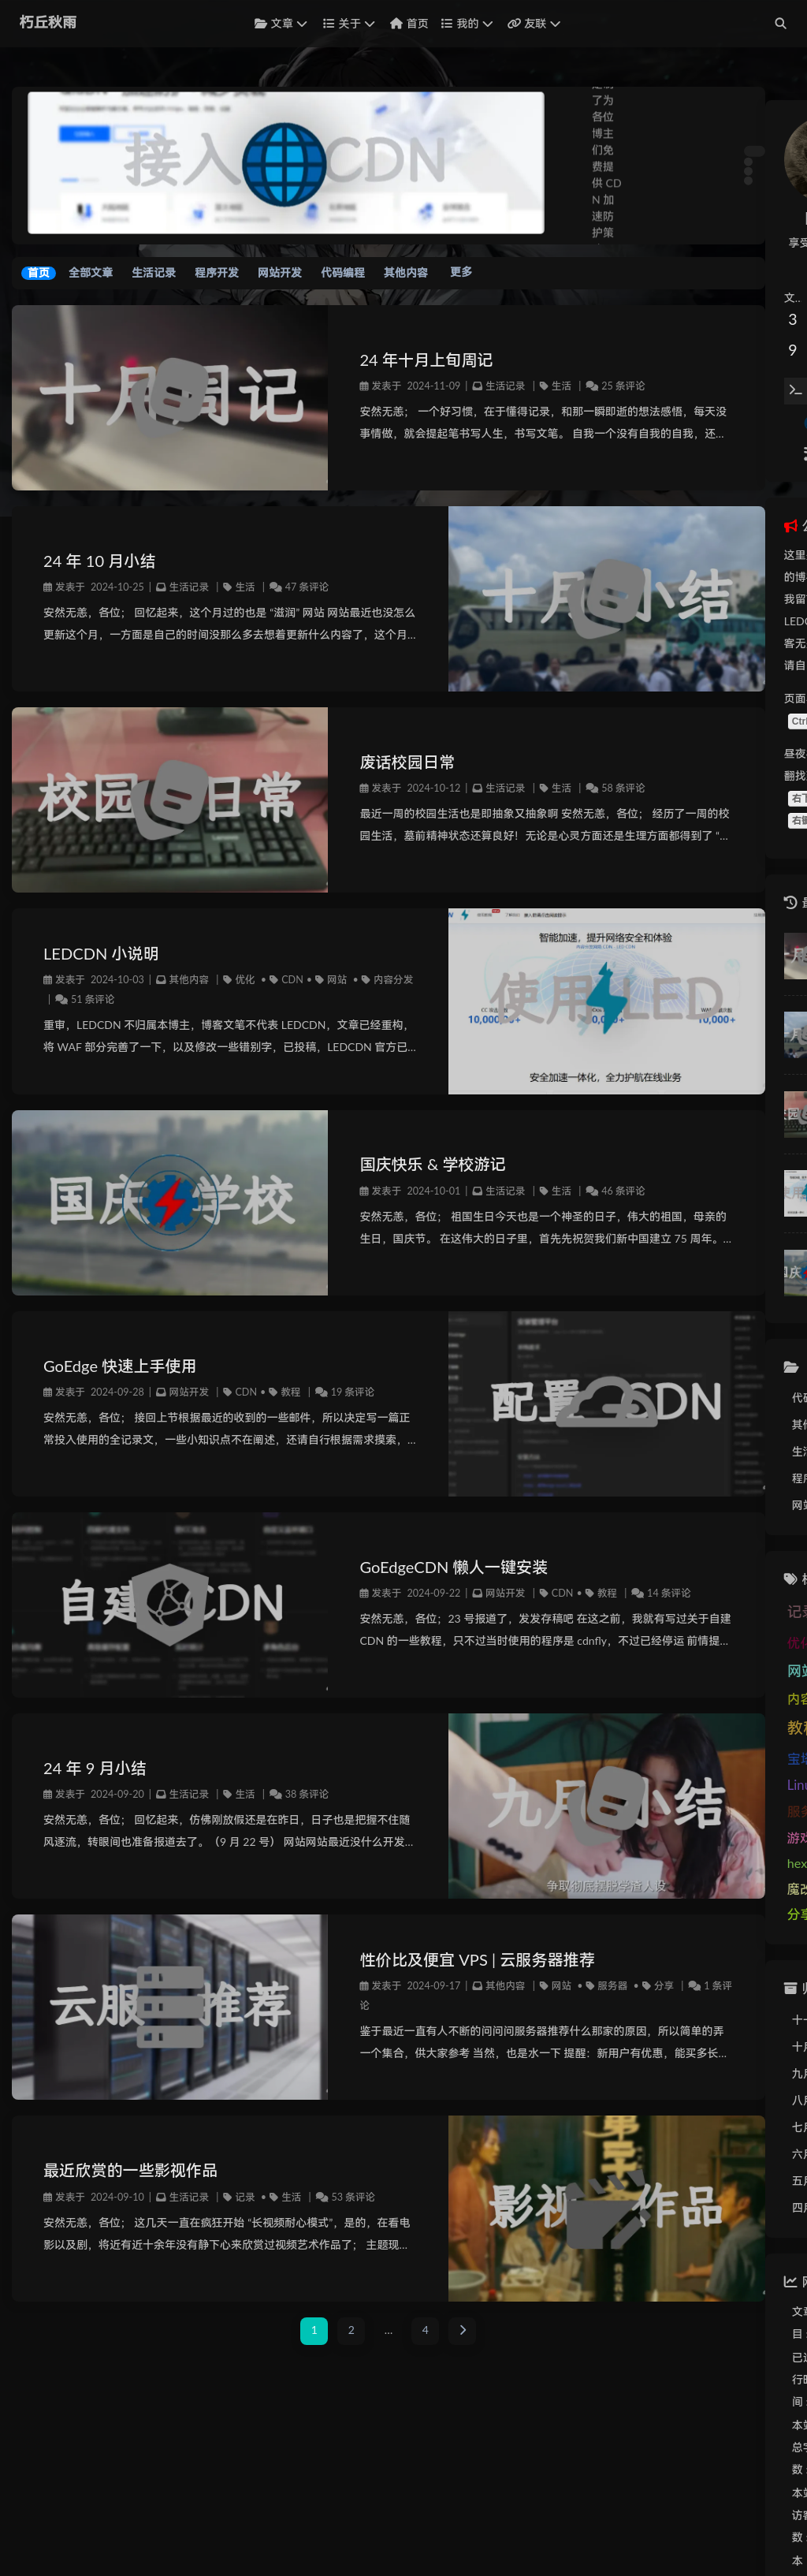 朽丘秋雨
文章 关于 首页 我的 友联
接入 CDN
了为
各位
博主
们免
费提
供 CD
N 加
速防
护策
首页 全部文章 生活记录 程序开发 网站开发 代码编程 其他内容 更多
十月周记
24 年十月上旬周记
发表于 2024-11-09 | 生活记录 | 生活 | 25 条评论
安然无恙； 一个好习惯，在于懂得记录，和那一瞬即逝的想法感悟，每天没
事情做，就会提起笔书写人生，书写文笔。 自我一个没有自我的自我，还...
24 年 10 月小结
发表于 2024-10-25 | 生活记录 | 生活 | 47 条评论
安然无恙，各位； 回忆起来，这个月过的也是 “滋润” 网站 网站最近也没怎么
更新这个月，一方面是自己的时间没那么多去想着更新什么内容了，这个月...
十月小结
校园日常
废话校园日常
发表于 2024-10-12 | 生活记录 | 生活 | 58 条评论
最近一周的校园生活也是即抽象又抽象啊 安然无恙，各位； 经历了一周的校
园生活，墓前精神状态还算良好！无论是心灵方面还是生理方面都得到了 “...
LEDCDN 小说明
发表于 2024-10-03 | 其他内容 | 优化 • CDN • 网站 • 内容分发
| 51 条评论
重审，LEDCDN 不归属本博主，博客文笔不代表 LEDCDN，文章已经重构，
将 WAF 部分完善了一下，以及修改一些错别字，已投稿，LEDCDN 官方已...
智能加速，提升网络安全和体验
使用 LED
安全加速一体化，全力护航在线业务
国庆学校
国庆快乐 & 学校游记
发表于 2024-10-01 | 生活记录 | 生活 | 46 条评论
安然无恙，各位； 祖国生日今天也是一个神圣的日子，伟大的祖国，母亲的
生日，国庆节。 在这伟大的日子里，首先先祝贺我们新中国建立 75 周年。...
GoEdge 快速上手使用
发表于 2024-09-28 | 网站开发 | CDN • 教程 | 19 条评论
安然无恙，各位； 接回上节根据最近的收到的一些邮件，所以决定写一篇正
常投入使用的全记录文，一些小知识点不在阐述，还请自行根据需求摸索，...
配置 CDN
自建 CDN
GoEdgeCDN 懒人一键安装
发表于 2024-09-22 | 网站开发 | CDN • 教程 | 14 条评论
安然无恙，各位；23 号报道了，发发存稿吧 在这之前，我就有写过关于自建
CDN 的一些教程，只不过当时使用的程序是 cdnfly，不过已经停运 前情提...
24 年 9 月小结
发表于 2024-09-20 | 生活记录 | 生活 | 38 条评论
安然无恙，各位； 回忆起来，仿佛刚放假还是在昨日，日子也是把握不住随
风逐流，转眼间也准备报道去了。（9 月 22 号） 网站网站最近没什么开发...
九月小结
争取彻底摆脱学渣人设
云服推荐
性价比及便宜 VPS | 云服务器推荐
发表于 2024-09-17 | 其他内容 | 网站 • 服务器 • 分享 | 1 条评
论
鉴于最近一直有人不断的问问问服务器推荐什么那家的原因，所以简单的弄
一个集合，供大家参考 当然，也是水一下 提醒：新用户有优惠，能买多长...
最近欣赏的一些影视作品
发表于 2024-09-10 | 生活记录 | 记录 • 生活 | 53 条评论
安然无恙，各位； 这几天一直在疯狂开始 “长视频耐心模式”，是的，在看电
影以及剧，将近有近十余年没有静下心来欣赏过视频艺术作品了； 主题现...
影视作品
1 2 ... 4
文..
3
9
这里
的博
我留
LEDC
客无
请自
页面
昼夜
翻找
右下
右键
其他
生活
程序
网站
记录
优化
网站
内容
教程
宝塔
Linu
服务
游戏
hex
魔改
分享
十一
十月
九月
八月
七月
六月
五月
四月
文章
目
已运
行时
间
本站
总字
数
本站
访客
数
本